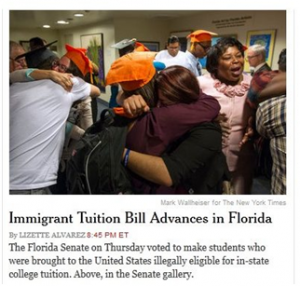 Mark Wallheiser for The New York Times
Immigrant Tuition Bill Advances in Florida
By LIZETTE ALVAREZ 8:45 PM ET
The Florida Senate on Thursday voted to make students who
were brought to the United States illegally eligible for in-state
college tuition. Above, in the Senate gallery.